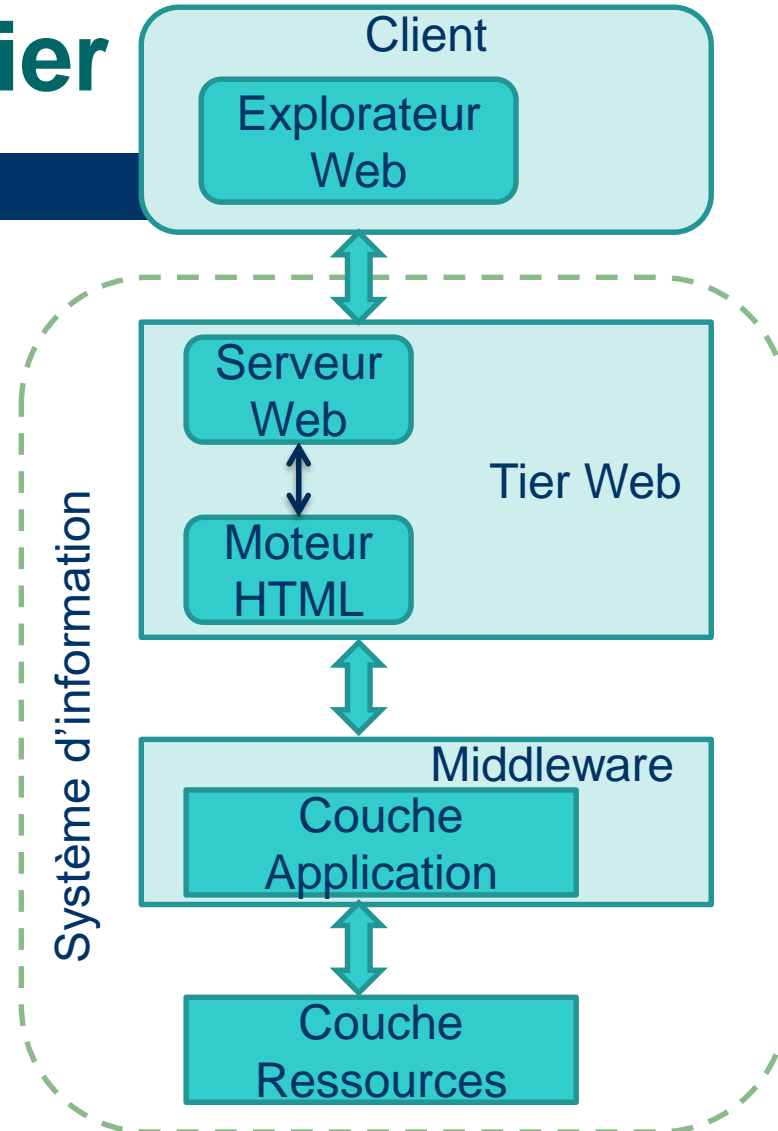 ier
Client
Explorateur
Web
Serveur
Web
Tier Web
Moteur
HTML
Système d'information
Middleware
Couche
Application
Couche
Ressources